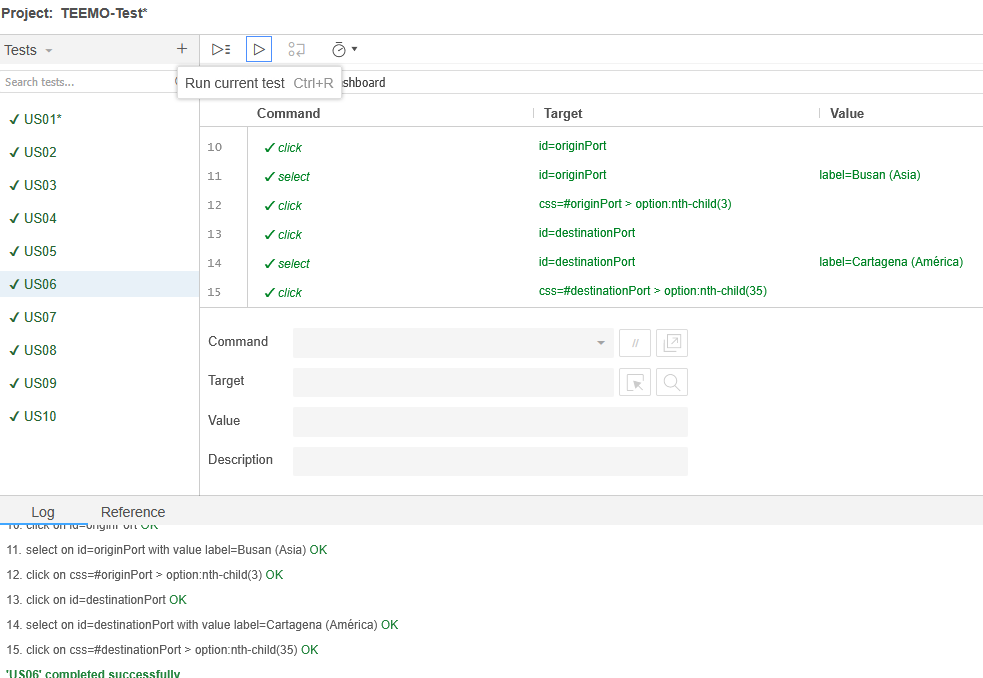 Project: TEEMO-Test*
Tests
Search tests...
Run current test Ctrl+R
shboard
Command Target Value
✓ US01*
✓ US02
✓ US03
✓ US04
✓ US05
✓ US06
✓ US07
✓ US08
✓ US09
✓ US10
10 ✓ click id=originPort
11 ✓ select id=originPort label=Busan (Asia)
12 ✓ click css=#originPort > option:nth-child(3)
13 ✓ click id=destinationPort
14 ✓ select id=destinationPort label=Cartagena (América)
15 ✓ click css=#destinationPort > option:nth-child(35)
Command //
Target
Value
Description
Log Reference
10. click on id=originPort OK
11. select on id=originPort with value label=Busan (Asia) OK
12. click on css=#originPort > option:nth-child(3) OK
13. click on id=destinationPort OK
14. select on id=destinationPort with value label=Cartagena (América) OK
15. click on css=#destinationPort > option:nth-child(35) OK
'US06' completed successfully